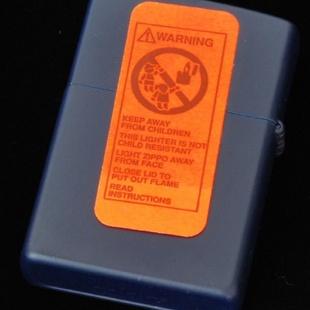 WARNING
KEEP AWAY
FROM CHILDREN
THIS LIGHTER IS NOT
CHILD RESISTANT
LIGHT ZIPPO AWAY
FROM FACE
CLOSE LID TO
PUT OUT FLAME
READ
INSTRUCTIONS